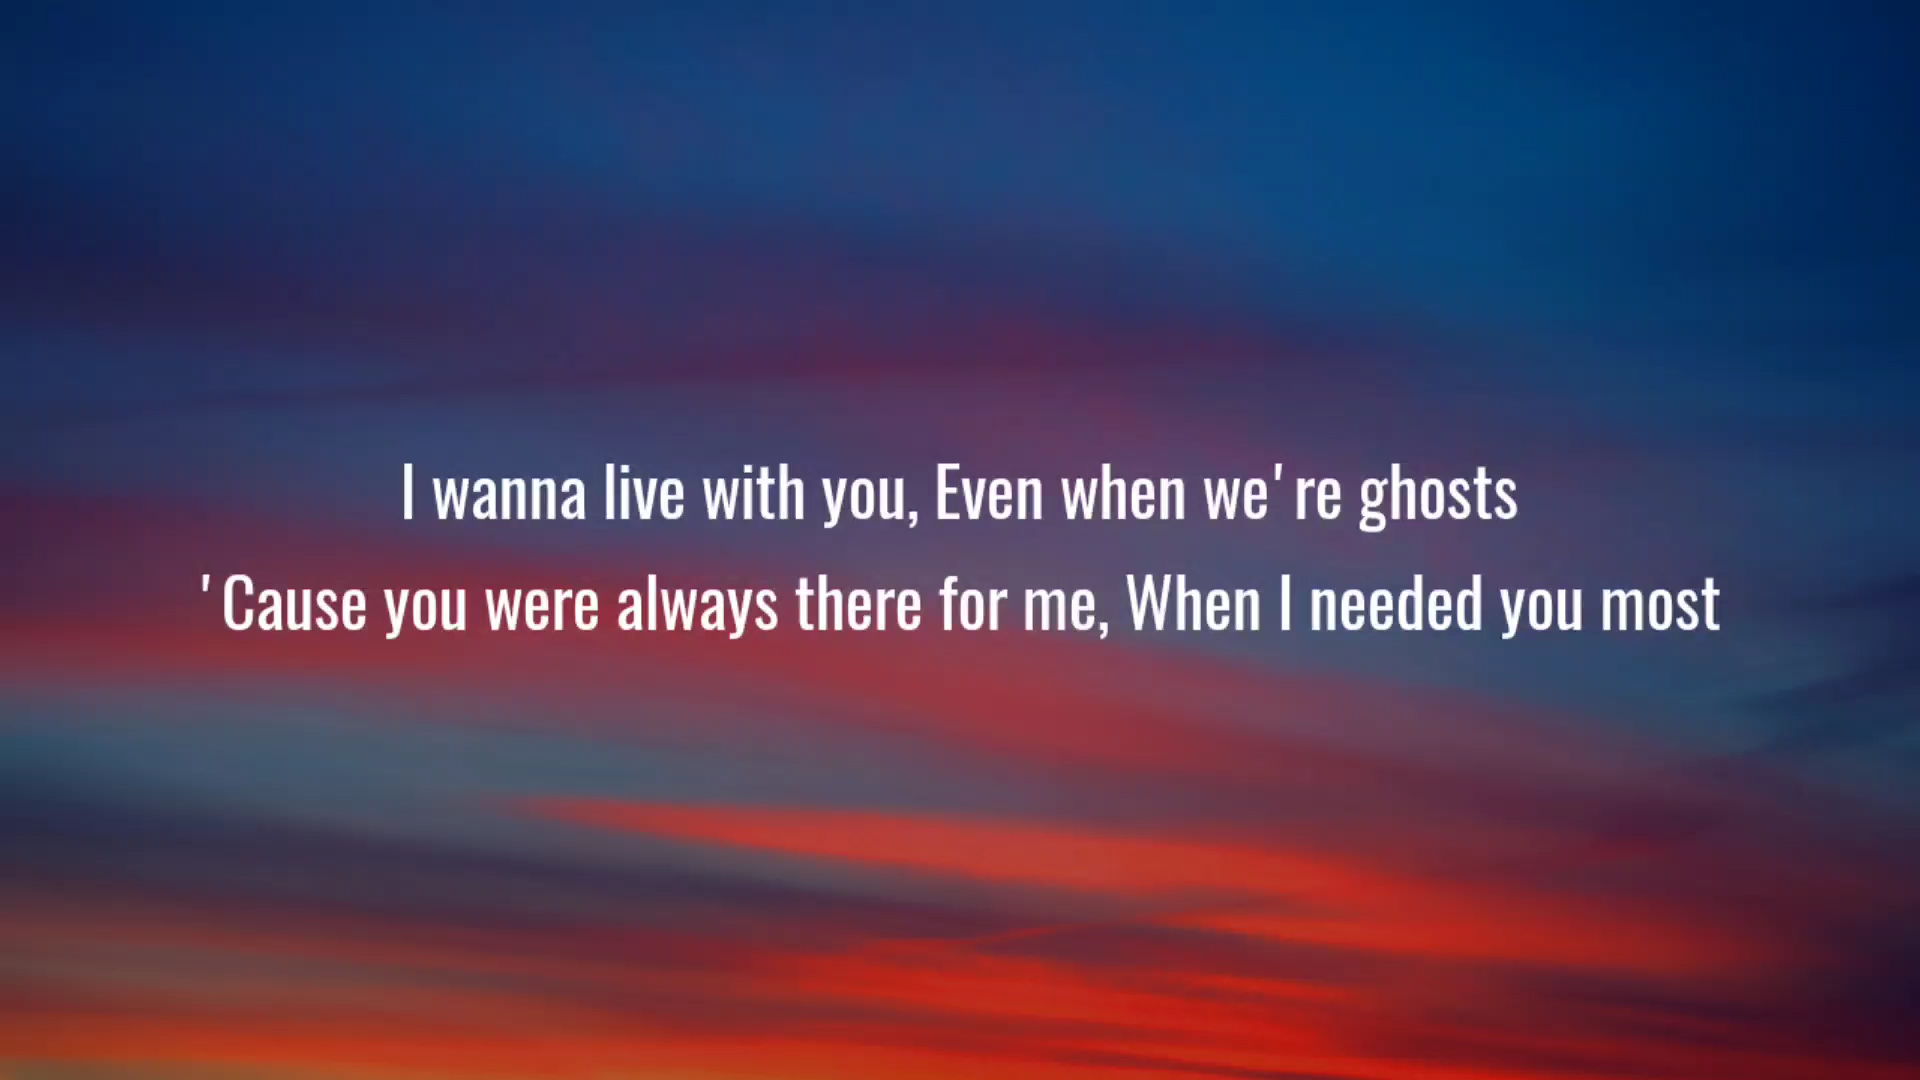 I wanna live with you, Even when we're ghosts
'Cause you were always there for me, When I needed you most